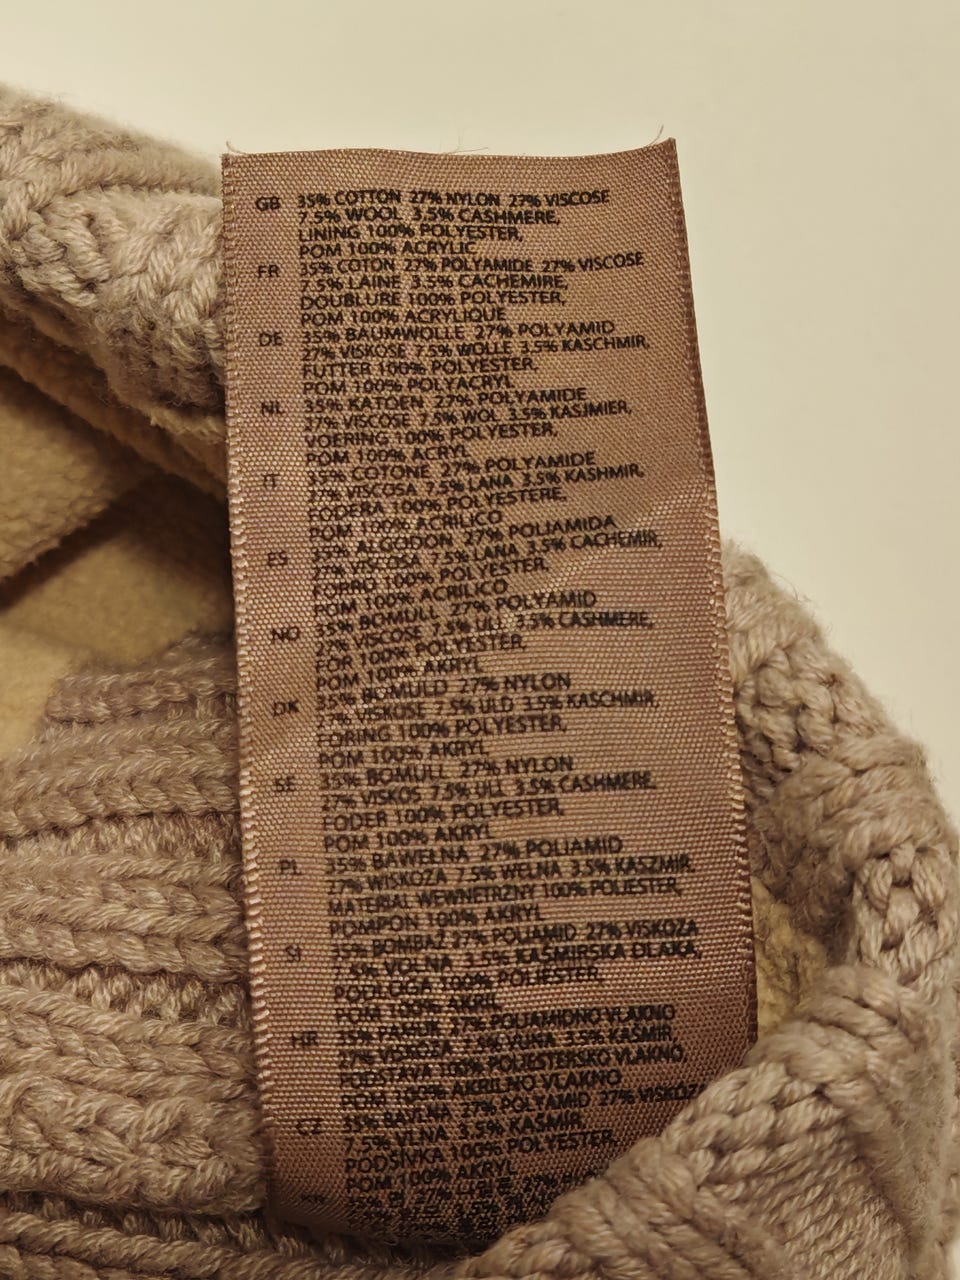 GB 35% COTTON 27% NYLON 27% VISCOSE
7.5% WOOL 3.5% CASHMERE,
LINING 100% POLYESTER,
POM 100% ACRYLIC
FR 35% COTON 27% POLYAMIDE 27% VISCOSE
7.5% LAINE 3.5% CACHEMIRE,
DOUBLURE 100% POLYESTER,
POM 100% ACRYLIQUE
DE 35% BAUMWOLLE 27% POLYAMID
27% VISKOSE 7.5% WOLLE 3.5% KASCHMIR,
FUTTER 100% POLYESTER,
POM 100% POLYACRYL
NL 35% KATOEN 27% POLYAMIDE
27% VISCOSE 7.5% WOL 3.5% KASJMIER,
VOERING 100% POLYESTER,
POM 100% ACRYL
IT 35% COTONE 27% POLYAMIDE
27% VISCOSA 7.5% LANA 3.5% KASHMIR,
FODERA 100% POLYESTERE,
POM 100% ACRILICO
ES 35% ALGODON 27% POLIAMIDA
27% VISCOSA 7.5% LANA 3.5% CACHEMIR,
FORRO 100% POLYESTER,
POM 100% ACRILICO
NO 35% BOMULL 27% POLYAMID
27% VISCOSE 7.5% ULL 3.5% CASHMERE,
FOR 100% POLYESTER,
POM 100% AKRYL
DK 35% BOMULD 27% NYLON
27% VISKOSE 7.5% ULD 3.5% KASCHMIR,
FORING 100% POLYESTER,
POM 100% AKRYL
SE 35% BOMULL 27% NYLON
27% VISKOS 7.5% ULL 3.5% CASHMERE,
FODER 100% POLYESTER,
POM 100% AKRYL
PL 35% BAWEŁNA 27% POLIAMID
27% WISKOZA 7.5% WEŁNA 3.5% KASZMIR,
MATERIAŁ WEWNETRZNY 100% POLIESTER,
POMPON 100% AKRYL
SI 35% BOMBAŽ 27% POLIAMID 27% VISKOZA
7.5% VOLNA 3.5% KAŠMIRSKA DLAKA,
PODLOGA 100% POLIESTER,
POM 100% AKRIL
HR 35% PAMUK 27% POLIAMIDNO VLAKNO
27% VISKOZA 7.5% VUNA 3.5% KAŠMIR,
PODSTAVA 100% POLIESTERSKO VLAKNO,
POM 100% AKRILNO VLAKNO
CZ 35% BAVLNA 27% POLYAMID 27% VISKOZA
7.5% VLNA 3.5% KAŠMÍR,
PODŠÍVKA 100% POLYESTER,
POM 100% ACRYL